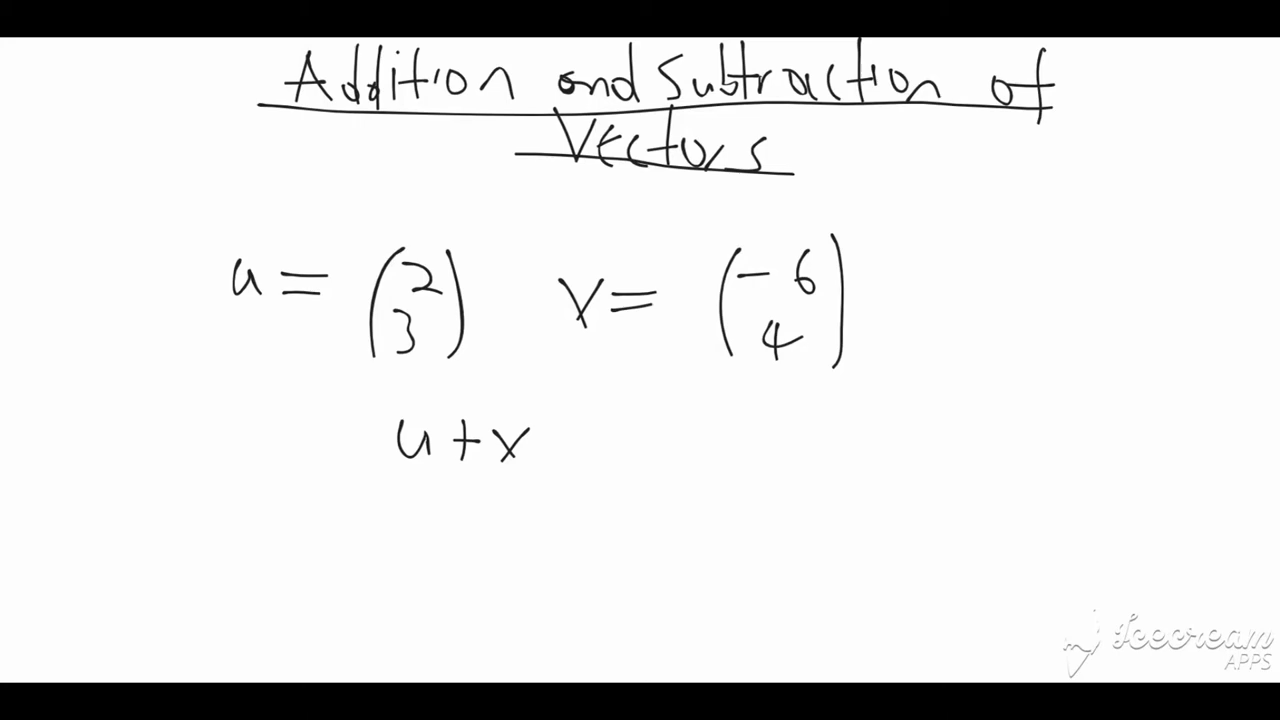 Addition and Subtraction of
Vectors
u = (2 3) v = (-6 4)
u + v
Icecream
APPS